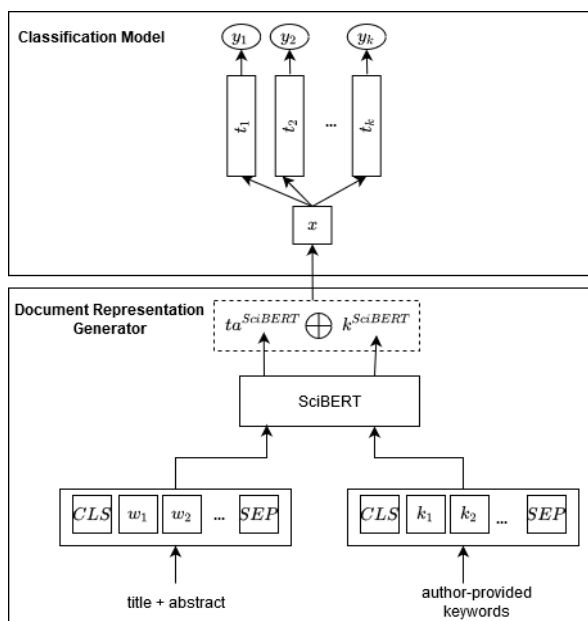 Classification Model
y₁ y₂ yₖ
t₁ t₂ ... tₖ
x
Document Representation
Generator
ta^SciBERT ⊕ k^SciBERT
SciBERT
CLS w₁ w₂ ... SEP
CLS k₁ k₂ ... SEP
title + abstract
author-provided
keywords